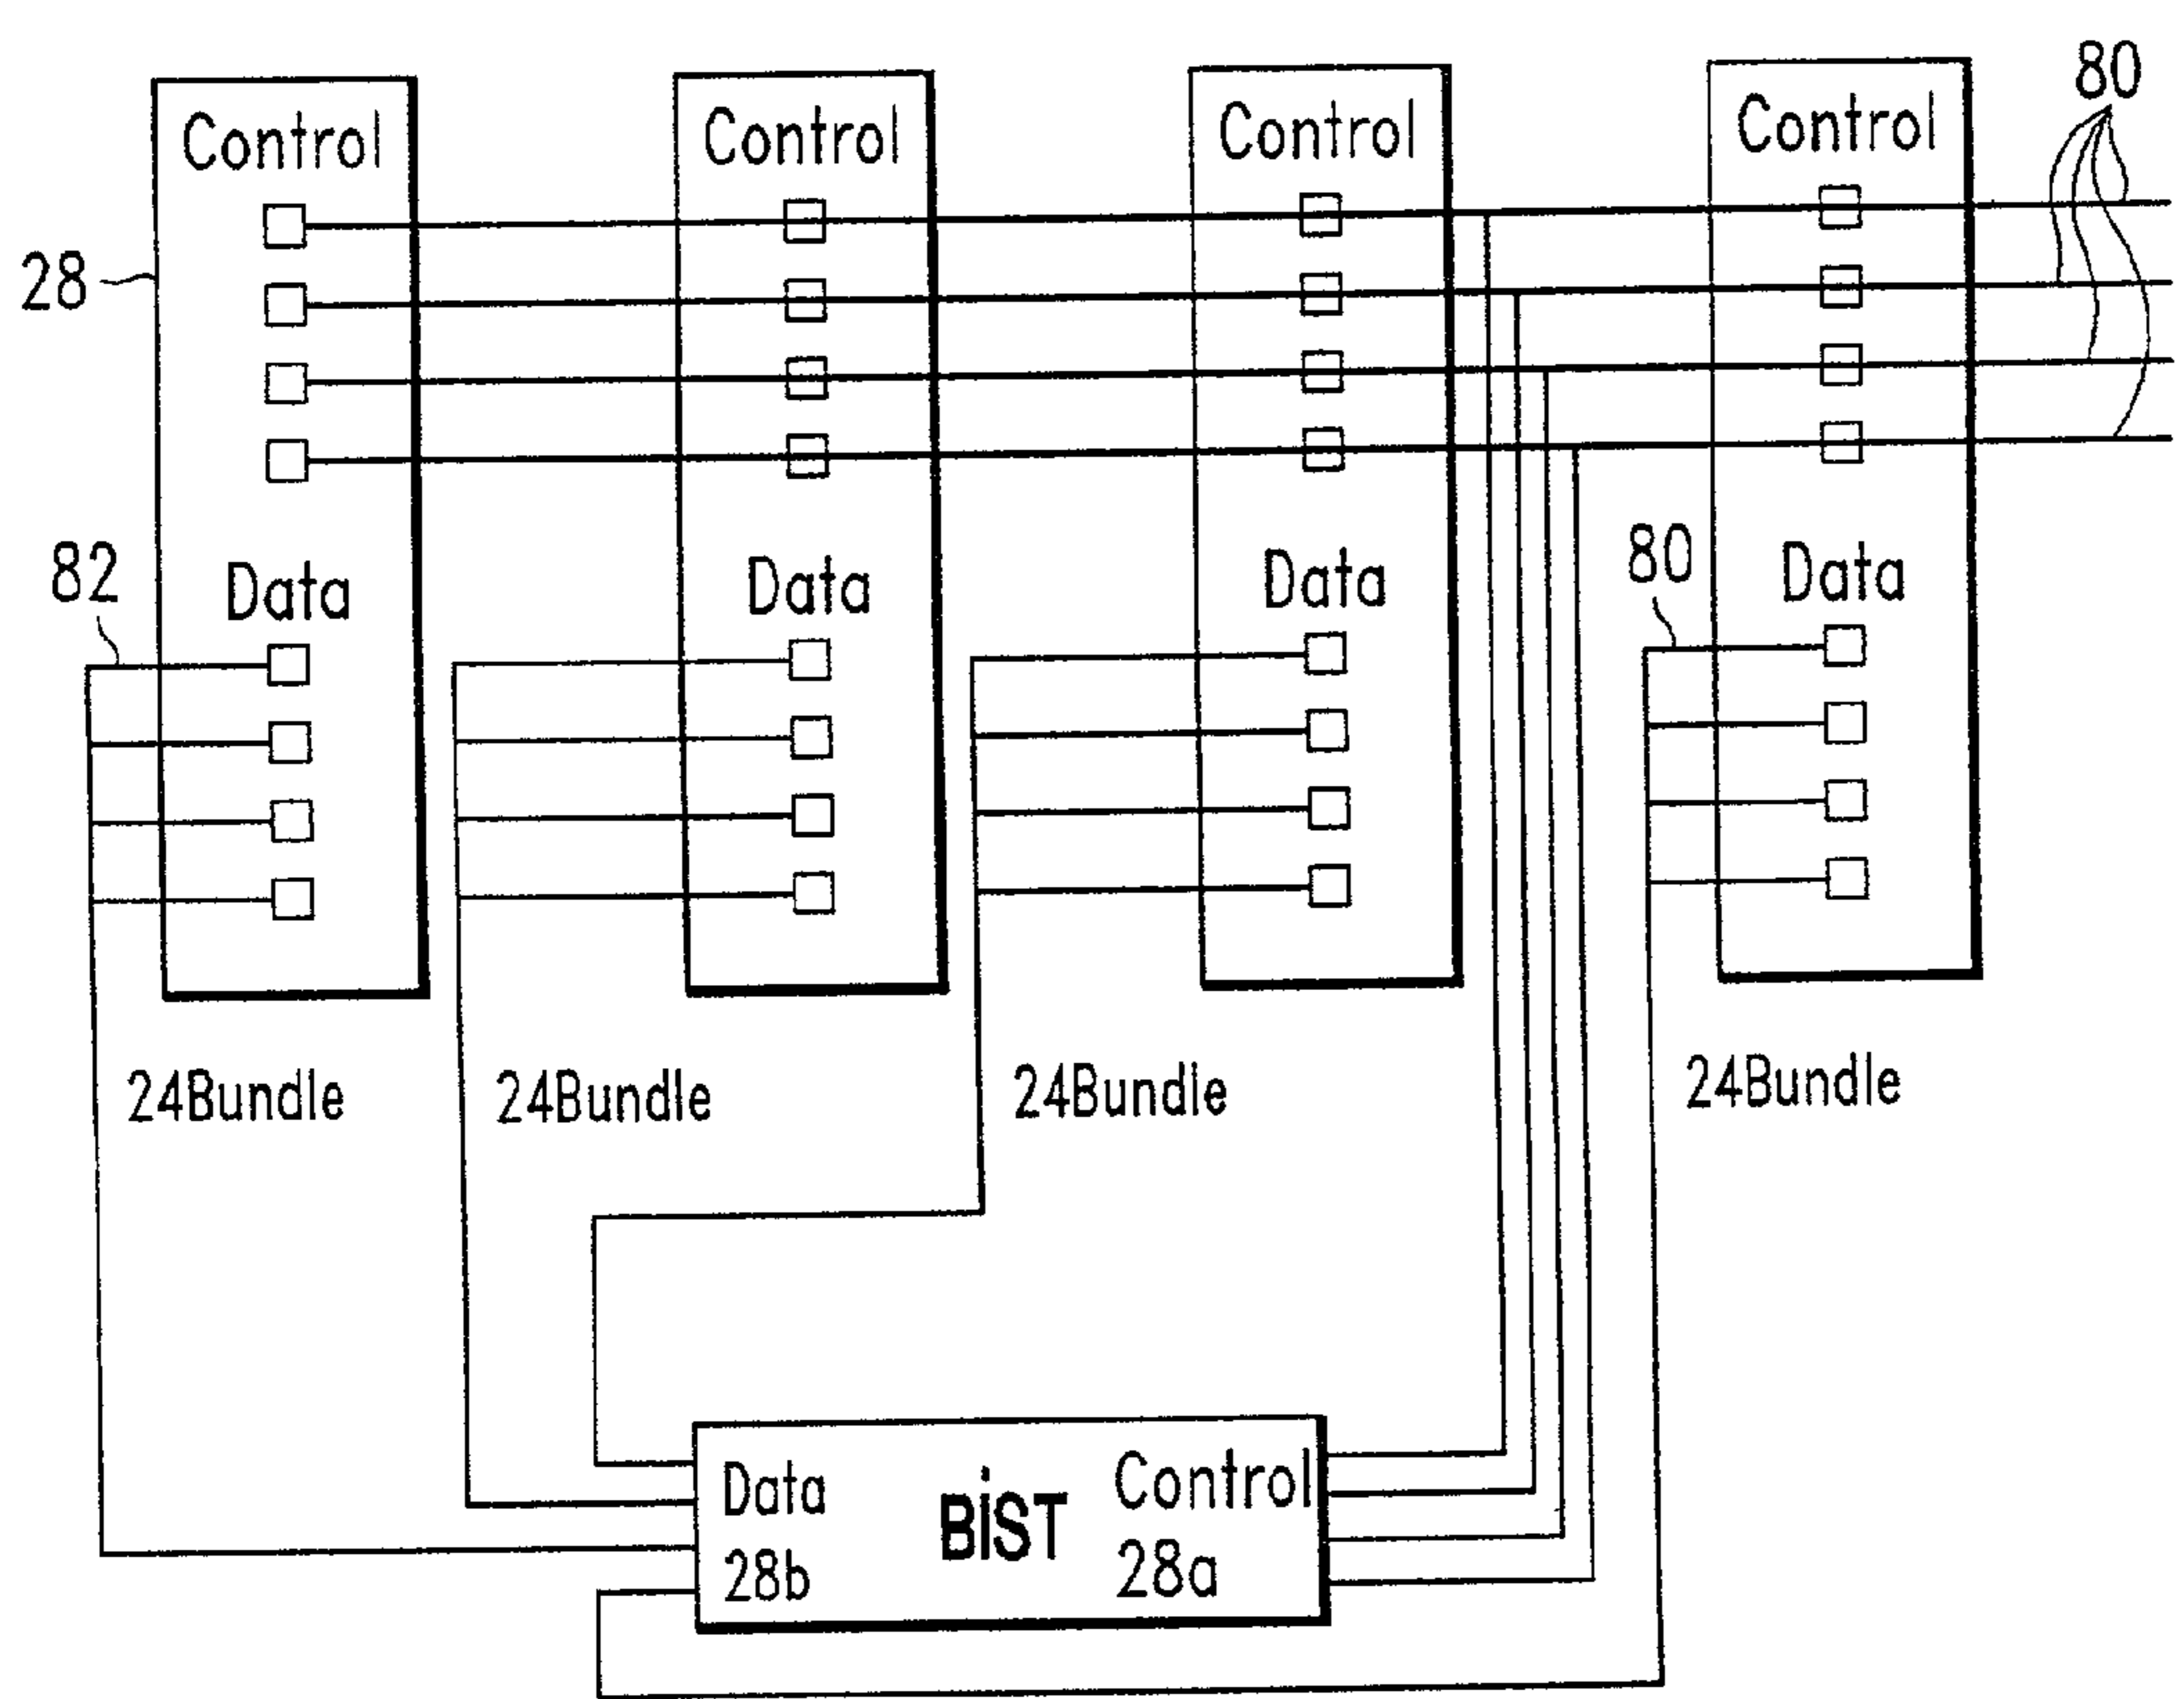 Control
Control
Control
Control
80
28
82
Data
Data
Data
80
Data
24Bundle
24Bundle
24Bundle
24Bundle
Data
28b
BiST
Control
28a